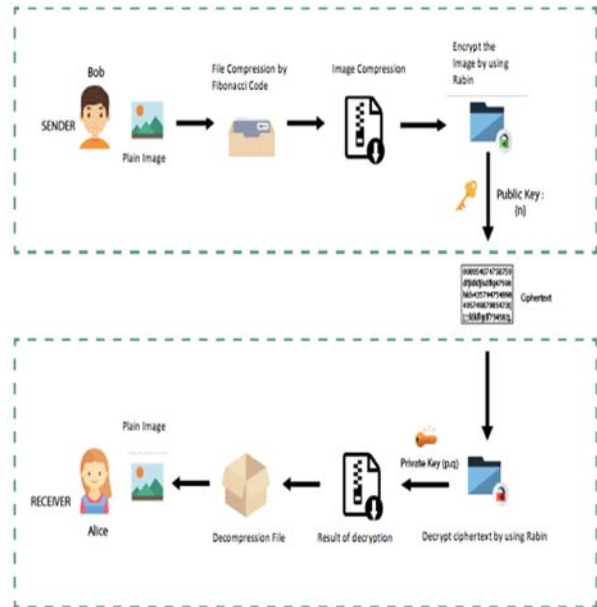 Bob
SENDER
Plain Image
File Compression by
Fibonacci Code
Image Compression
Encrypt the
Image by using
Rabin
Public Key :
(n)
Ciphertext
Plain Image
RECEIVER
Alice
Decompression File
Result of decryption
Private Key (p,q)
Decrypt ciphertext by using Rabin